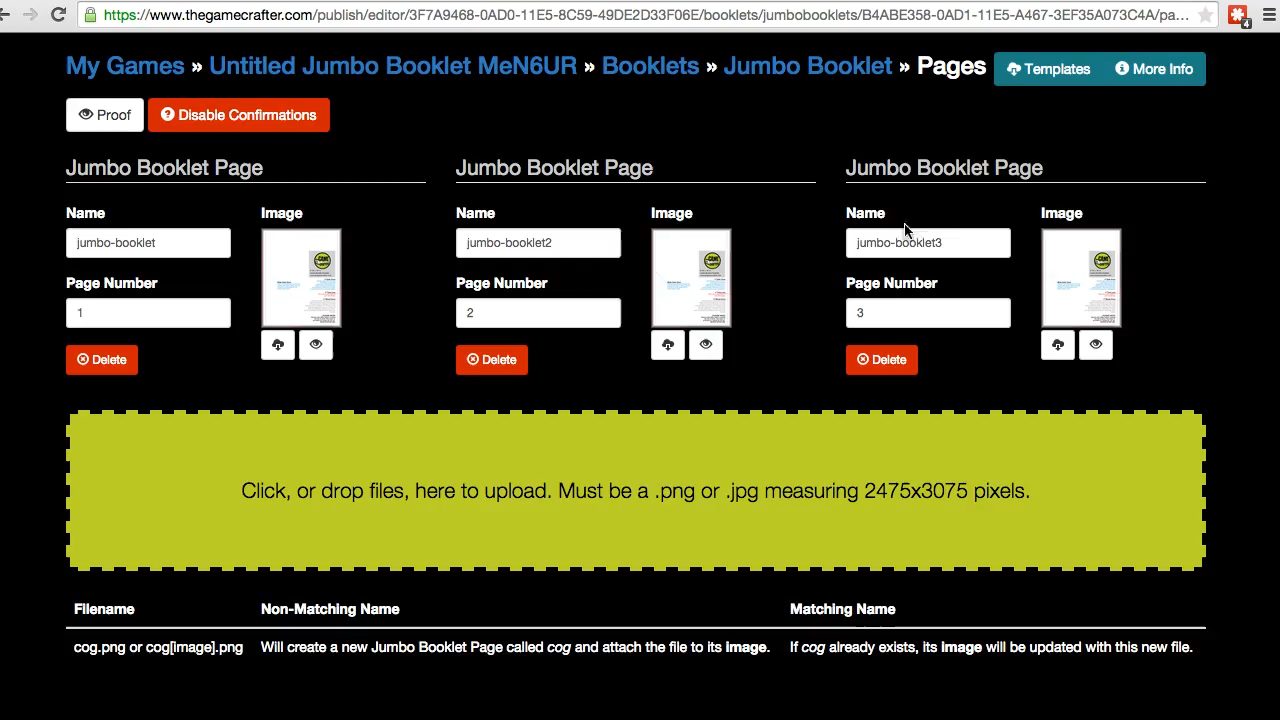 https://www.thegamecrafter.com/publish/editor/3F7A9468-0AD0-11E5-8C59-49DE2D33F06E/booklets/jumbobooklets/B4ABE358-0AD1-11E5-A467-3EF35A073C4A/pa...
4
My Games » Untitled Jumbo Booklet MeN6UR » Booklets » Jumbo Booklet » Pages
Templates More Info
Proof Disable Confirmations
Jumbo Booklet Page Jumbo Booklet Page Jumbo Booklet Page
Name Image Name Image Name Image
jumbo-booklet jumbo-booklet2 jumbo-booklet3
Page Number Page Number Page Number
1 2 3
Delete Delete Delete
Click, or drop files, here to upload. Must be a .png or .jpg measuring 2475x3075 pixels.
Filename Non-Matching Name Matching Name
cog.png or cog[image].png Will create a new Jumbo Booklet Page called cog and attach the file to its Image. If cog already exists, its Image will be updated with this new file.